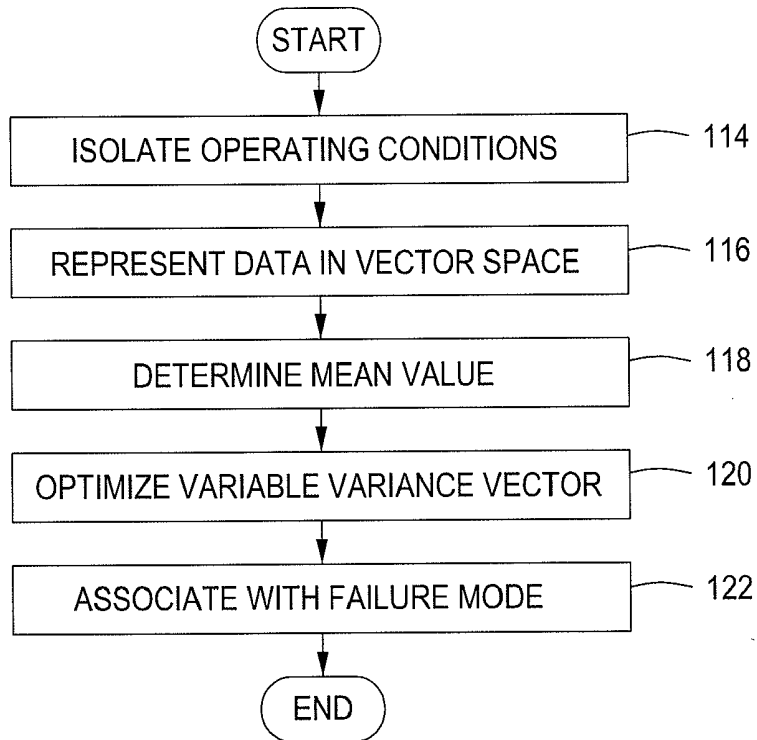 START
ISOLATE OPERATING CONDITIONS
114
REPRESENT DATA IN VECTOR SPACE
116
DETERMINE MEAN VALUE
118
OPTIMIZE VARIABLE VARIANCE VECTOR
120
ASSOCIATE WITH FAILURE MODE
122
END